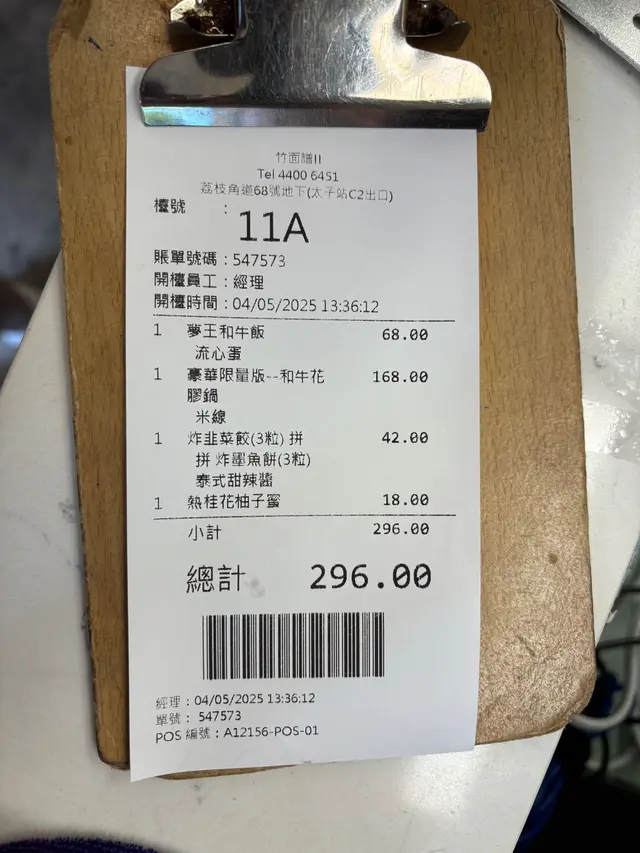 竹面譜II
Tel 4400 6451
荔枝角道68號地下(太子站C2出口)
檯號 :
11A
賬單號碼 : 547573
開檯員工 : 經理
開檯時間 : 04/05/2025 13:36:12
1 夢王和牛飯 68.00
流心蛋
1 豪華限量版--和牛花 168.00
膠鍋
米線
1 炸韭菜餃(3粒) 拼 42.00
拼 炸墨魚餅(3粒)
泰式甜辣醬
1 熱桂花柚子蜜 18.00
小計 296.00
總計 296.00
經理 : 04/05/2025 13:36:12
單號 : 547573
POS 編號 : A12156-POS-01